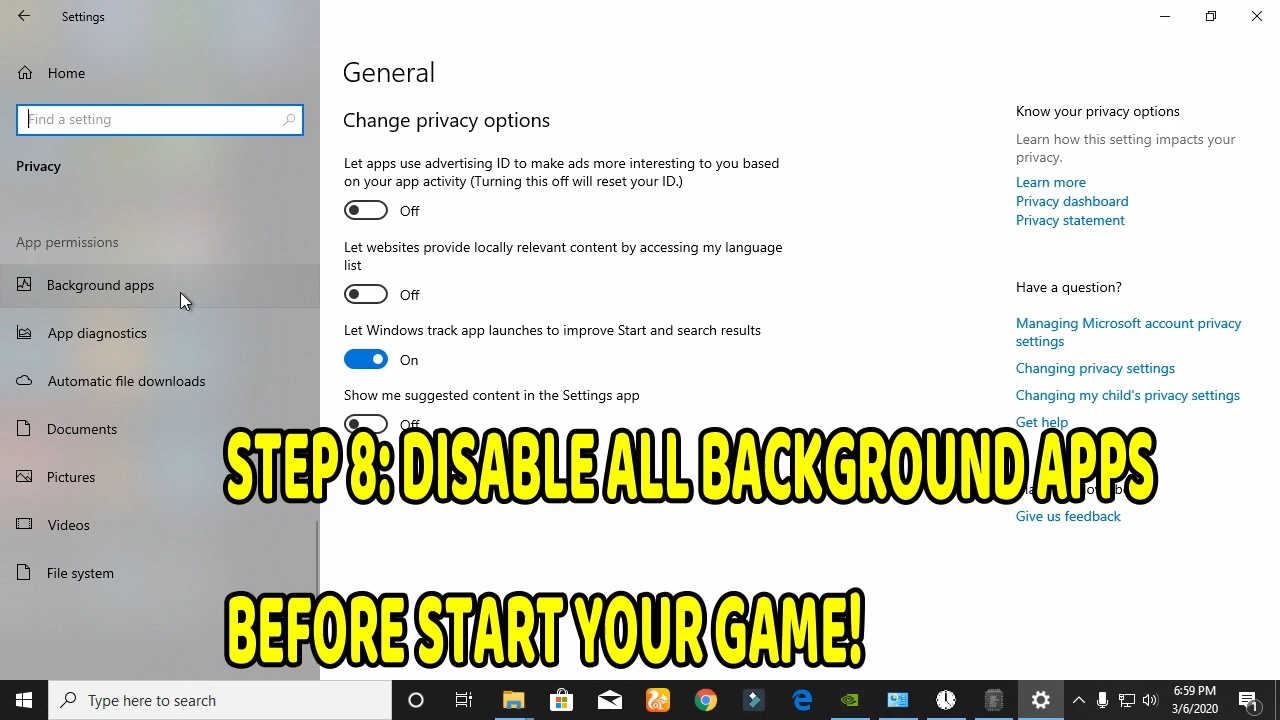 Settings
Home
Find a setting
Privacy
App permissions
Background apps
App diagnostics
Automatic file downloads
Documents
Pictures
Videos
File system
General
Change privacy options
Let apps use advertising ID to make ads more interesting to you based
on your app activity (Turning this off will reset your ID.)
Off
Let websites provide locally relevant content by accessing my language
list
Off
Let Windows track app launches to improve Start and search results
On
Show me suggested content in the Settings app
Off
Know your privacy options
Learn how this setting impacts your
privacy.
Learn more
Privacy dashboard
Privacy statement
Have a question?
Managing Microsoft account privacy
settings
Changing privacy settings
Changing my child's privacy settings
Get help
Give us feedback
STEP 8: DISABLE ALL BACKGROUND APPS
BEFORE START YOUR GAME!
Type here to search
6:59 PM
3/6/2020
1